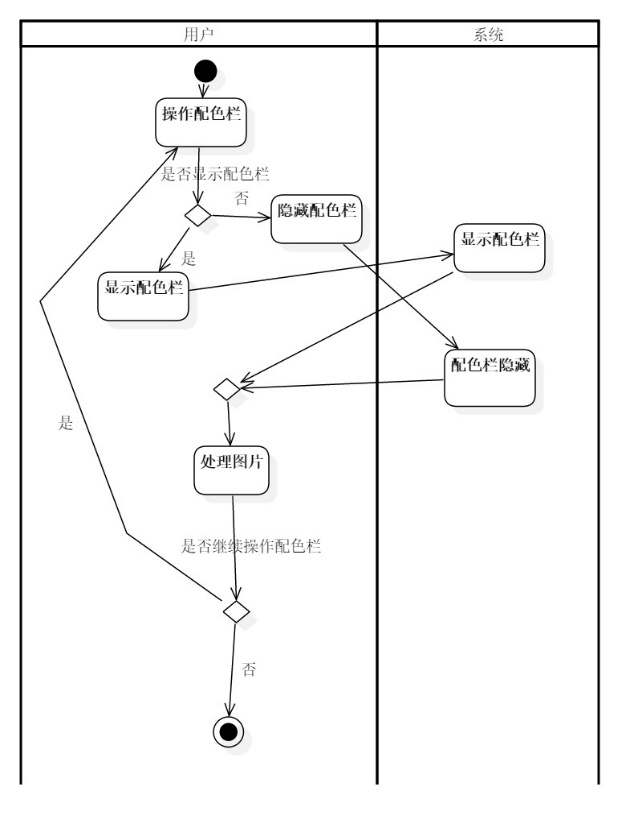 用户
系统
操作配色栏
是否显示配色栏
否
隐藏配色栏
显示配色栏
是
显示配色栏
配色栏隐藏
是
处理图片
是否继续操作配色栏
否